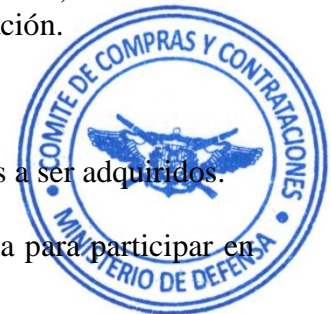 ación.
COMITE DE COMPRAS Y CONTRATACIONES
s a ser adquiridos.
a para participar en
MINISTERIO DE DEFENSA